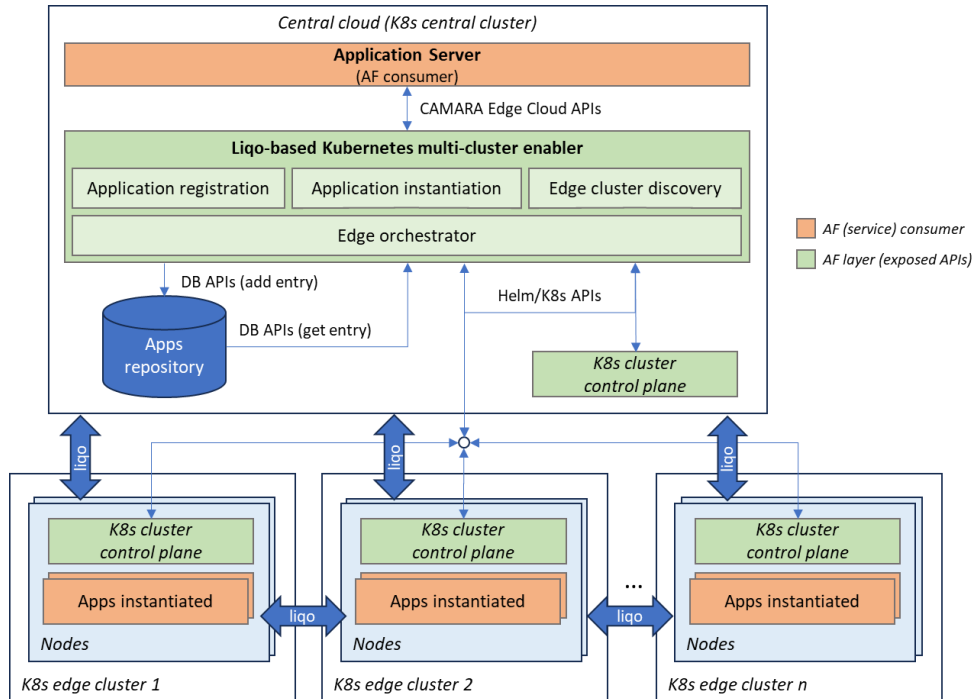 Central cloud (K8s central cluster)
Application Server
(AF consumer)
CAMARA Edge Cloud APIs
Liqo-based Kubernetes multi-cluster enabler
Application registration
Application instantiation
Edge cluster discovery
Edge orchestrator
AF (service) consumer
AF layer (exposed APIs)
DB APIs (add entry)
Helm/K8s APIs
DB APIs (get entry)
Apps
repository
K8s cluster
control plane
liqo
liqo
liqo
K8s cluster
control plane
K8s cluster
control plane
K8s cluster
control plane
...
Apps instantiated
Apps instantiated
Apps instantiated
liqo
liqo
Nodes
Nodes
Nodes
K8s edge cluster 1
K8s edge cluster 2
K8s edge cluster n